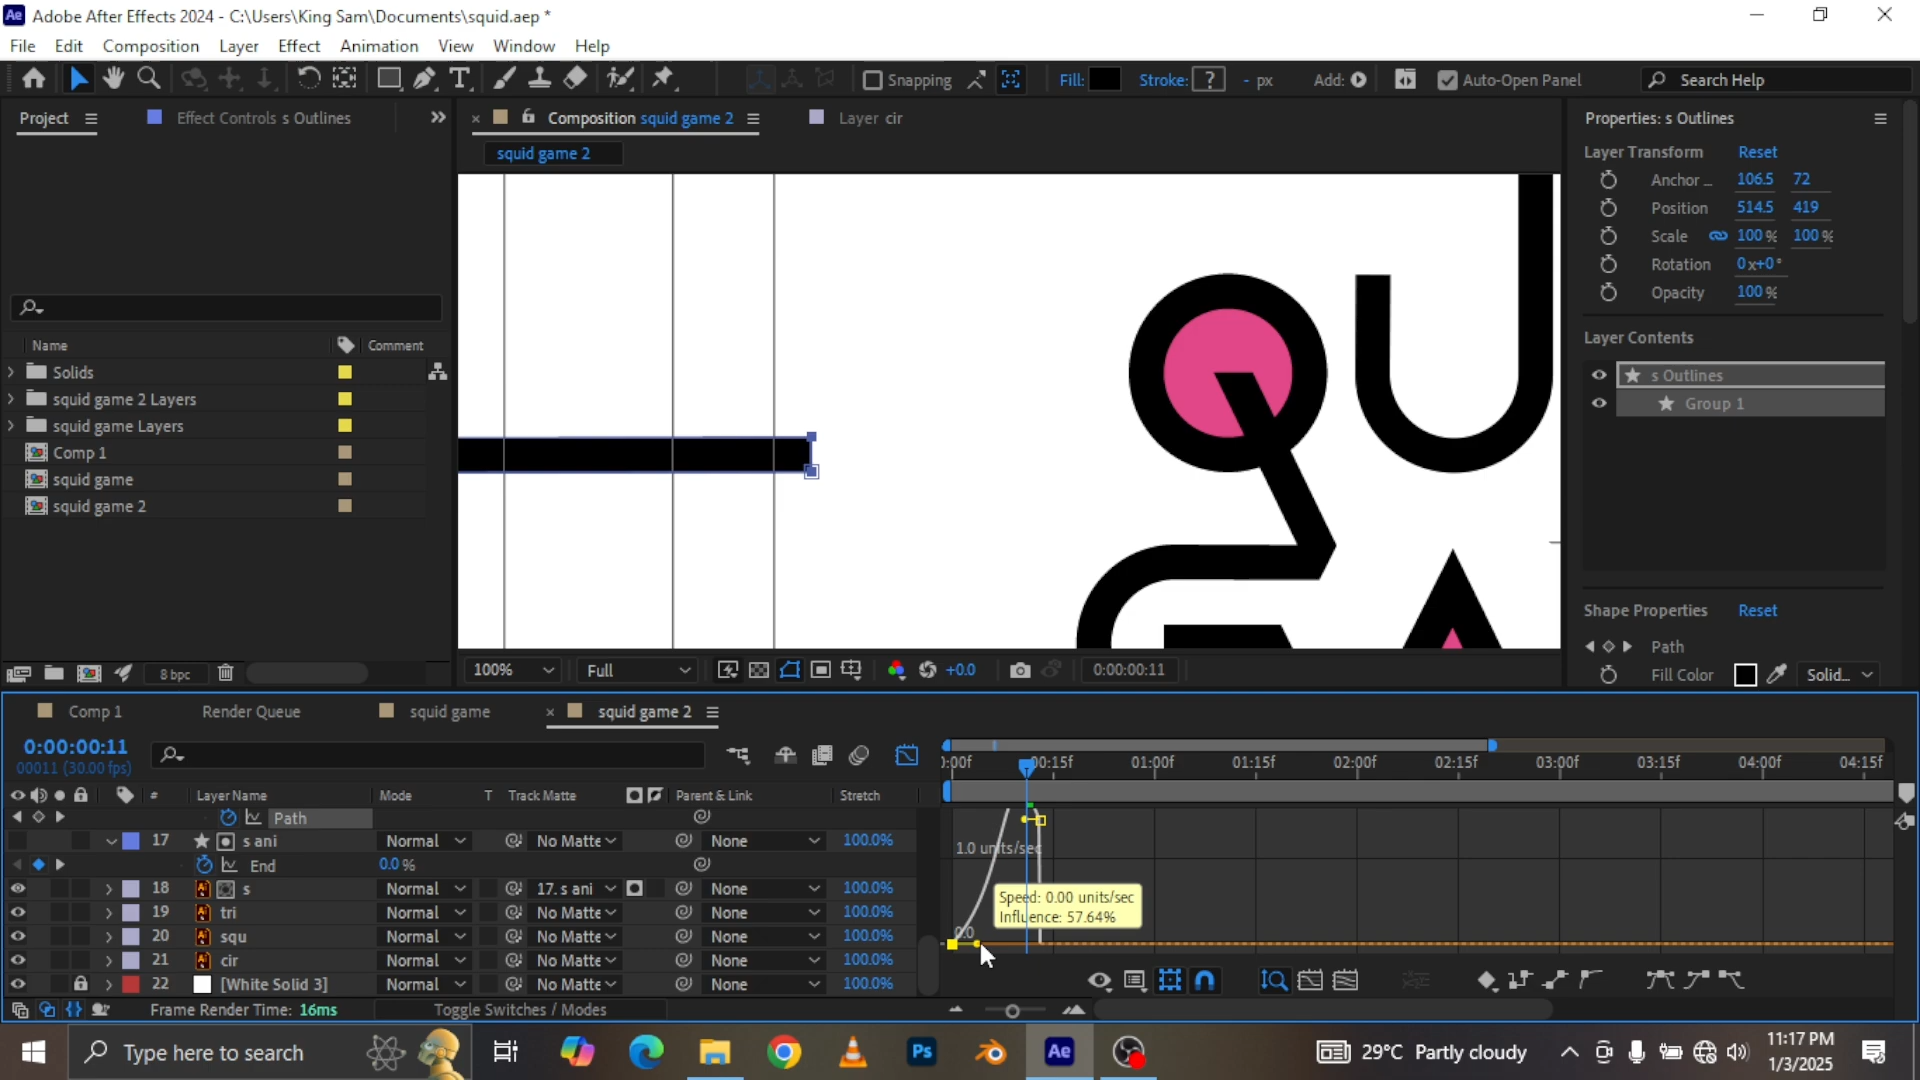 Adobe After Effects 2024 - C:\Users\King Sam\Documents\squid.aep *
File Edit Composition Layer Effect Animation View Window Help
Snapping Fill: Stroke: ? - px Add: Auto-Open Panel Search Help
Project Effect Controls s Outlines Composition squid game 2 Layer cir Properties: s Outlines
squid game 2
Layer Transform Reset
Anchor 106.5 72
Position 514.5 419
Scale 100 % 100 %
Rotation 0x+0°
Opacity 100 %
Name Comment
Solids
squid game 2 Layers
squid game Layers
Comp 1
squid game
squid game 2
Layer Contents
s Outlines
Group 1
Shape Properties Reset
Path
Fill Color Solid...
8 bpc 100% Full +0.0 0:00:00:11
QU
Comp 1 Render Queue squid game squid game 2
0:00:00:11
00011 (30.00 fps)
:00f 00:15f 01:00f 01:15f 02:00f 02:15f 03:00f 03:15f 04:00f 04:15f
# Layer Name Mode T Track Matte Parent & Link Stretch
Path
17 s ani Normal No Matte None 100.0%
End 0.0 %
18 s Normal 17. s ani None 100.0%
19 tri Normal No Matte None 100.0%
20 squ Normal No Matte None 100.0%
21 cir Normal No Matte None 100.0%
22 [White Solid 3] Normal No Matte None 100.0%
1.0 units/sec
Speed: 0.00 units/sec
Influence: 57.64%
0.0
Frame Render Time: 16ms Toggle Switches / Modes
Type here to search Ps Ae 29°C Partly cloudy 11:17 PM
1/3/2025